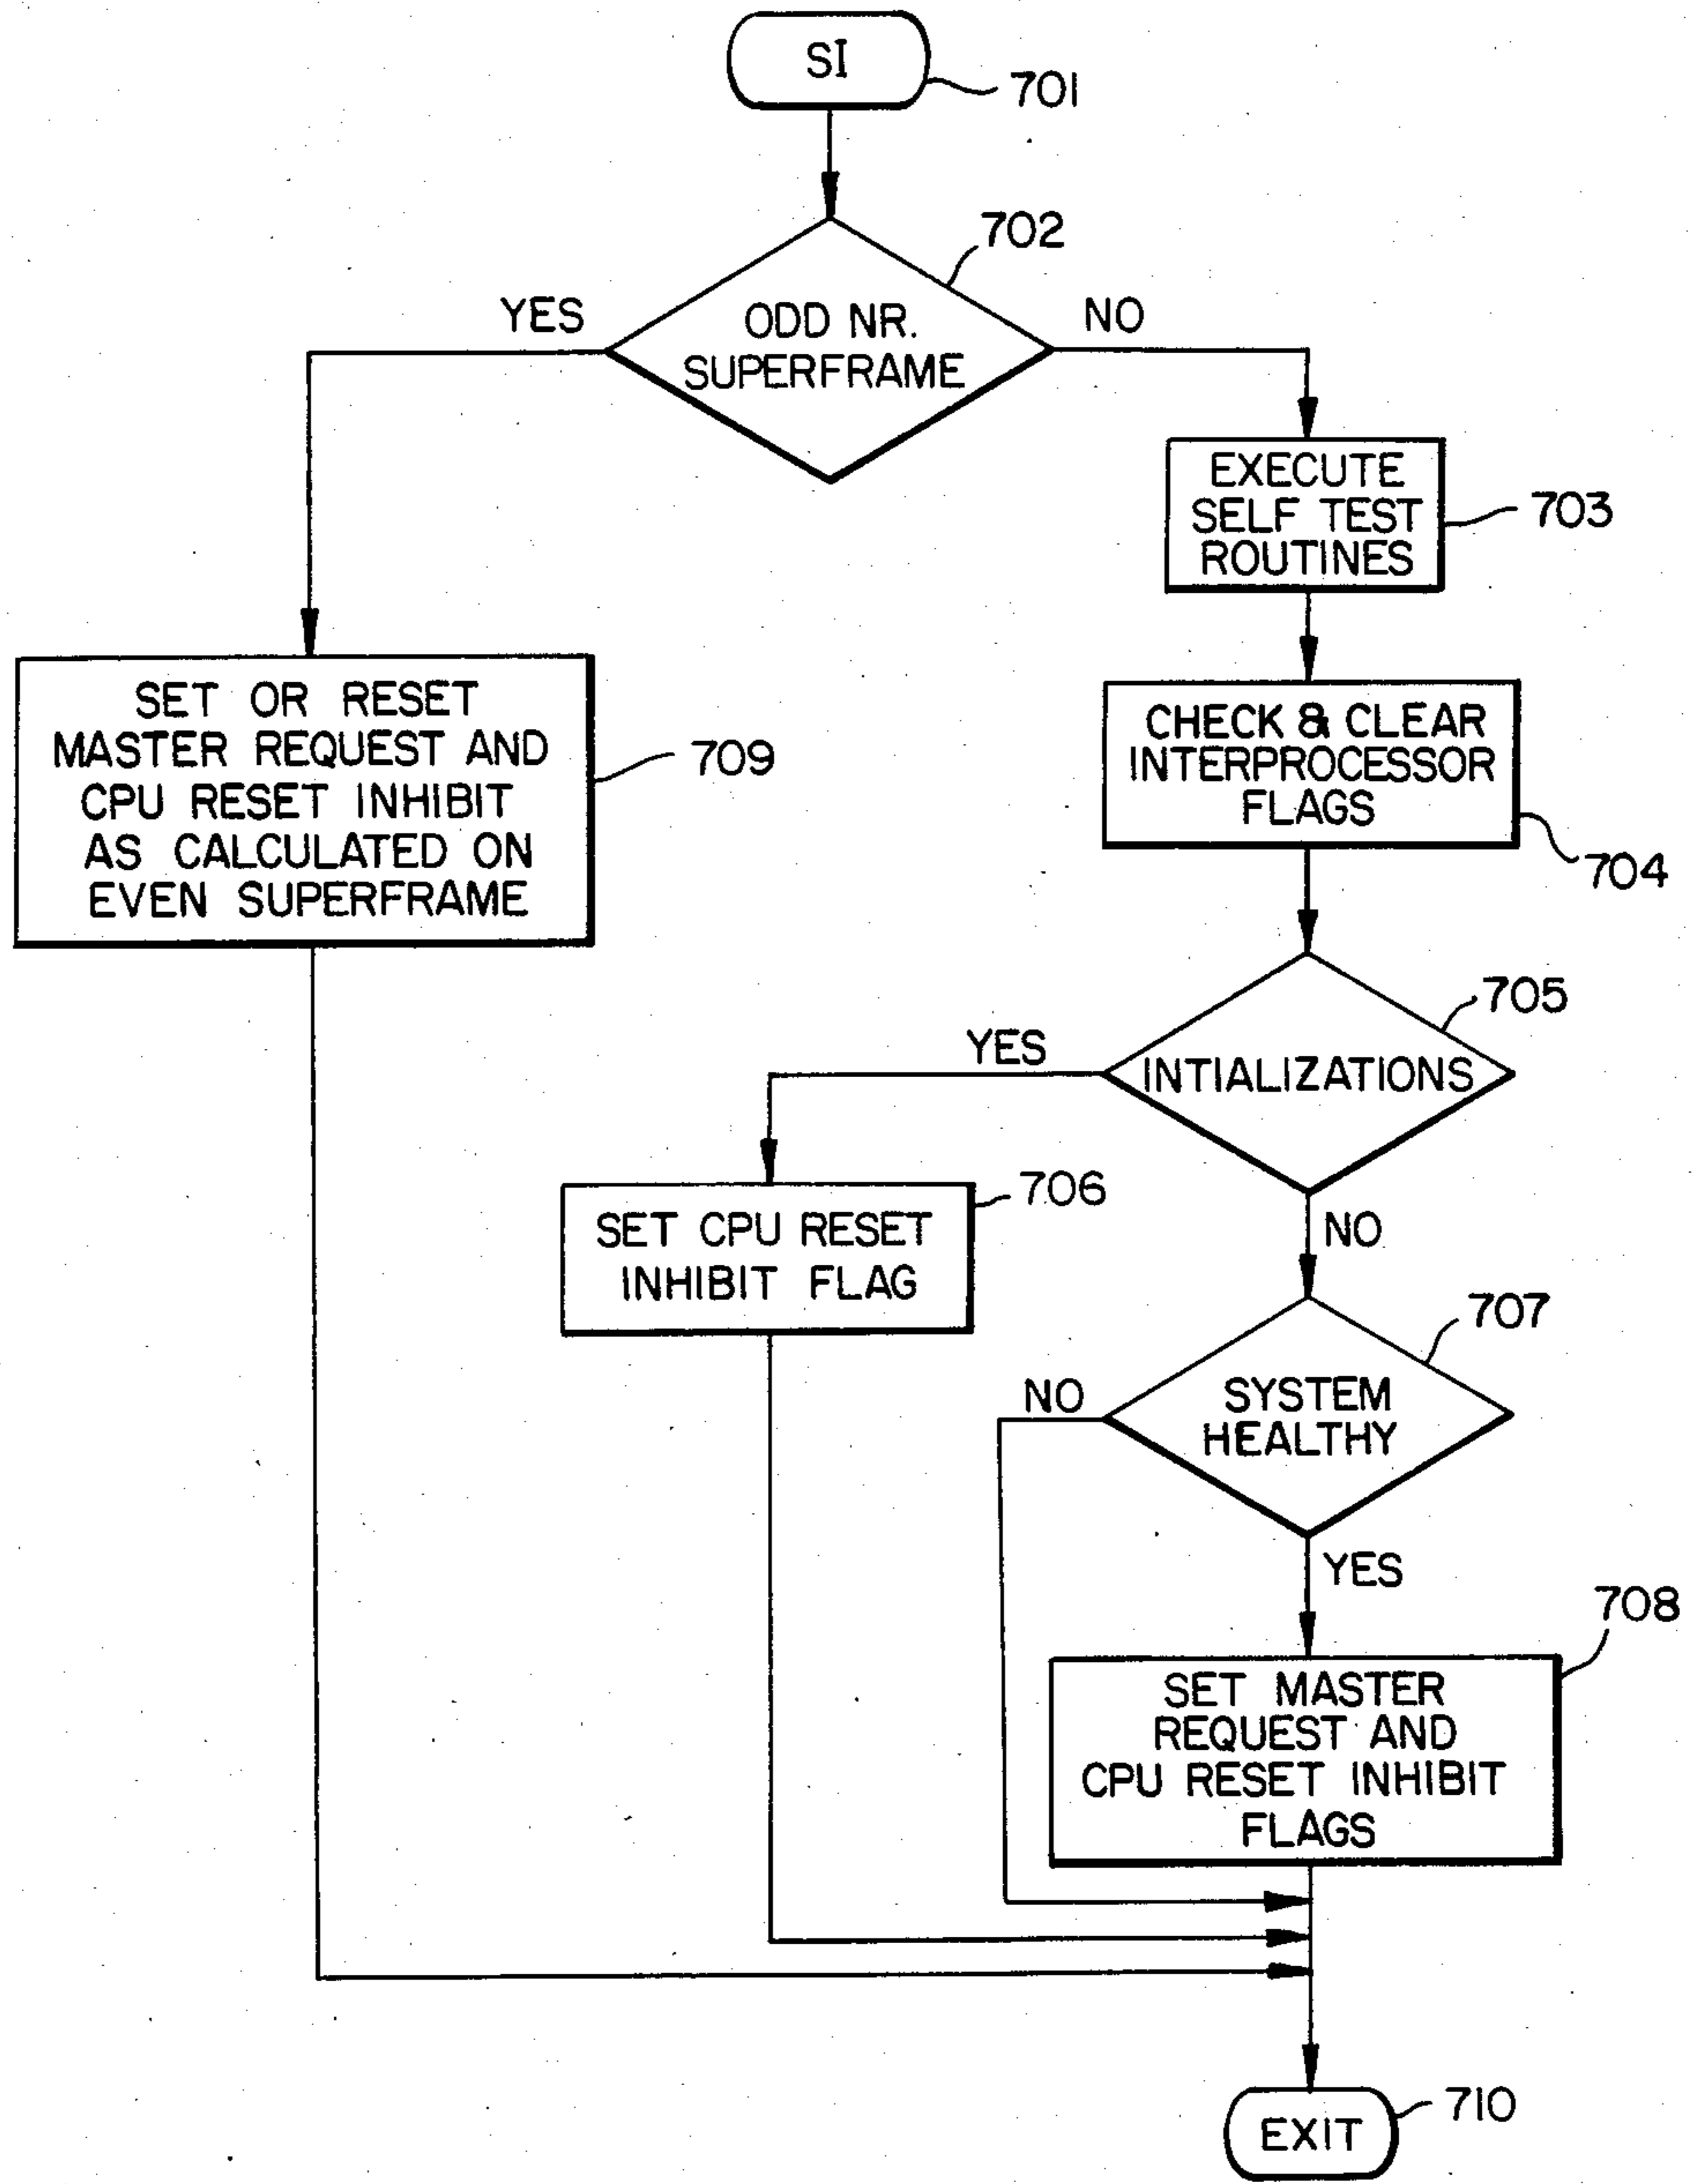 SI
701
702
YES
ODD NR.
SUPERFRAME
NO
EXECUTE
SELF TEST
ROUTINES
703
SET OR RESET
MASTER REQUEST AND
CPU RESET INHIBIT
AS CALCULATED ON
EVEN SUPERFRAME
709
CHECK & CLEAR
INTERPROCESSOR
FLAGS
704
705
YES
INTIALIZATIONS
706
SET CPU RESET
INHIBIT FLAG
NO
707
NO
SYSTEM
HEALTHY
YES
708
SET MASTER
REQUEST AND
CPU RESET INHIBIT
FLAGS
710
EXIT